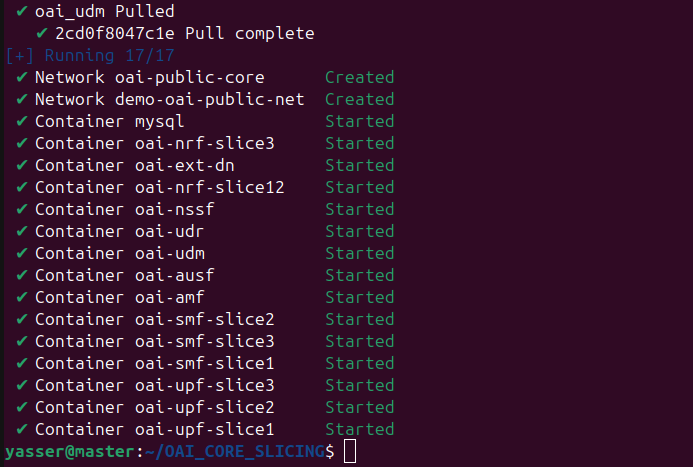 ✔ oai_udm Pulled
✔ 2cd0f8047c1e Pull complete
[+] Running 17/17
✔ Network oai-public-core Created
✔ Network demo-oai-public-net Created
✔ Container mysql Started
✔ Container oai-nrf-slice3 Started
✔ Container oai-ext-dn Started
✔ Container oai-nrf-slice12 Started
✔ Container oai-nssf Started
✔ Container oai-udr Started
✔ Container oai-udm Started
✔ Container oai-ausf Started
✔ Container oai-amf Started
✔ Container oai-smf-slice2 Started
✔ Container oai-smf-slice3 Started
✔ Container oai-smf-slice1 Started
✔ Container oai-upf-slice3 Started
✔ Container oai-upf-slice2 Started
✔ Container oai-upf-slice1 Started
yasser@master:~/OAI_CORE_SLICING$